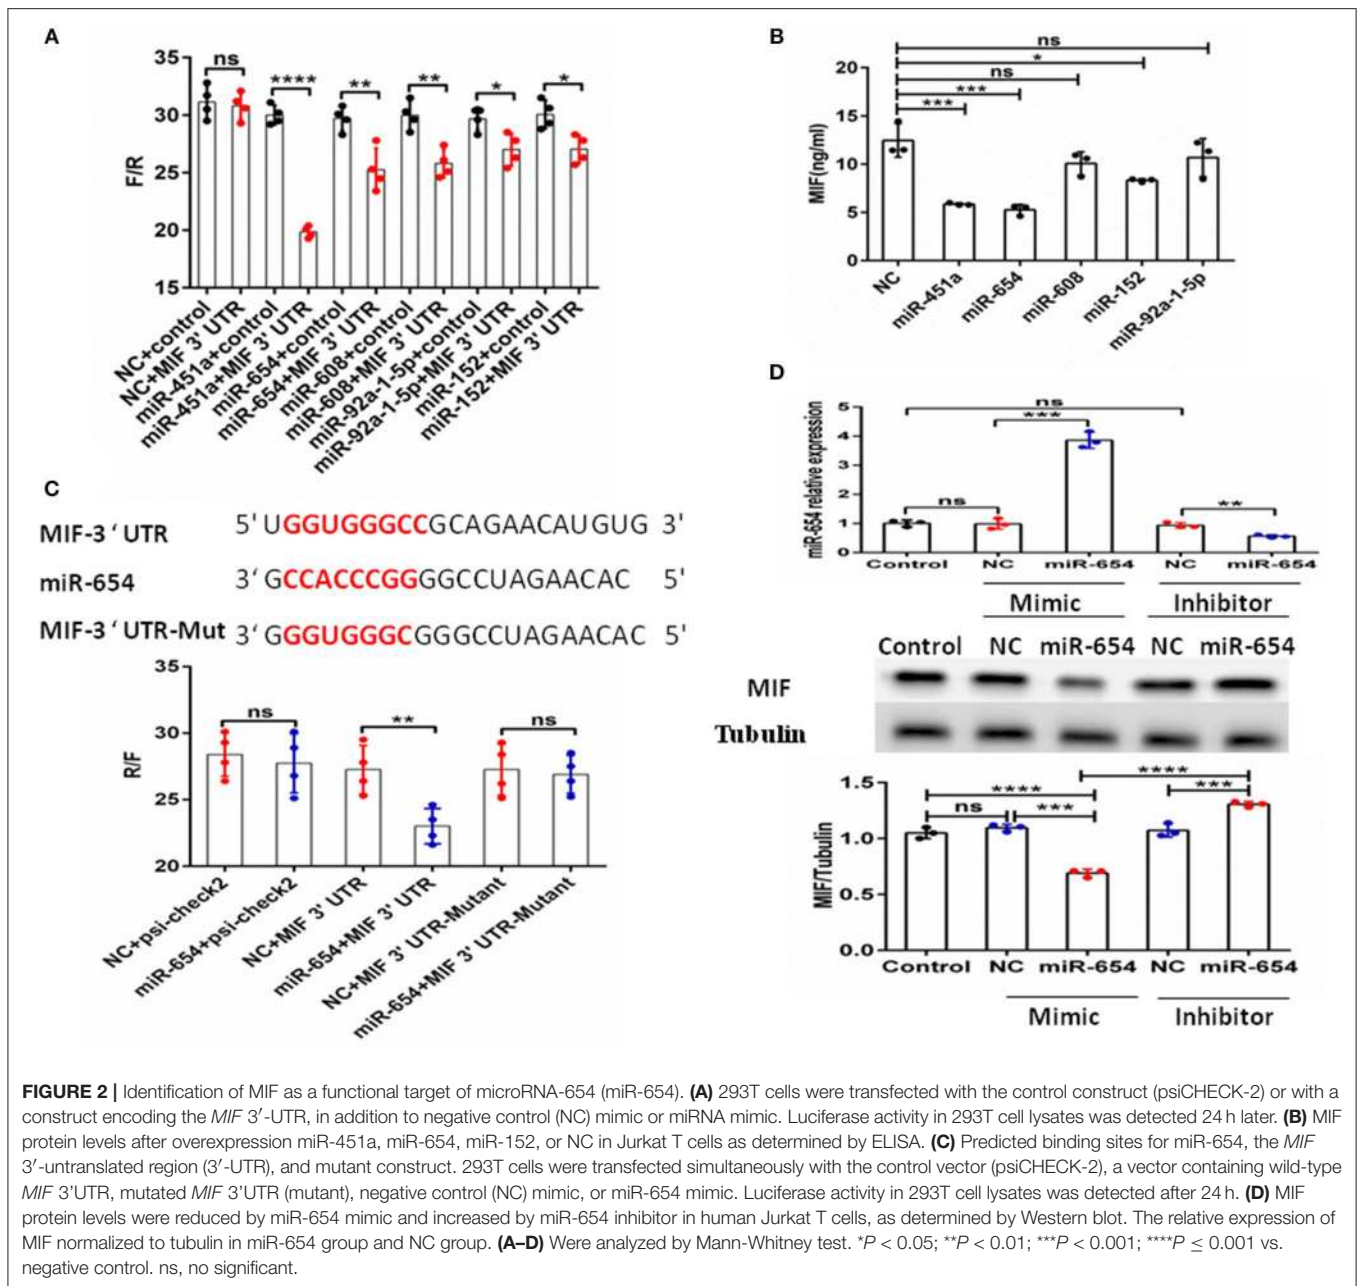 A
35
30
25
20
15
F/R
ns
****
**
**
*
*
NC+control
NC+MIF 3' UTR
miR-451a+control
miR-451a+MIF 3' UTR
miR-654+control
miR-654+MIF 3' UTR
miR-608+control
miR-608+MIF 3' UTR
miR-92a-1-5p+control
miR-92a-1-5p+MIF 3' UTR
miR-152+control
miR-152+MIF 3' UTR
B
ns
*
ns
***
***
20
15
10
5
0
MIF(ng/ml)
NC
miR-451a
miR-654
miR-608
miR-152
miR-92a-1-5p
C
MIF-3 ‘ UTR 5' UGGUGGGCCGCAGAACAUGUG 3'
miR-654 3‘ GCCACCCGGGGCCUAGAACAC 5'
MIF-3 ‘ UTR-Mut 3‘ GGGUGGGCGGGCCUAGAACAC 5'
35
30
25
20
R/F
ns
**
ns
NC+psi-check2
miR-654+psi-check2
NC+MIF 3' UTR
miR-654+MIF 3' UTR
NC+MIF 3' UTR-Mutant
miR-654+MIF 3' UTR-Mutant
D
5
4
3
2
1
0
miR-654 relative expression
ns
***
ns
**
Control NC miR-654 NC miR-654
Mimic Inhibitor
Control NC miR-654 NC miR-654
MIF
Tubulin
1.5
1.0
0.5
0.0
MIF/Tubulin
****
****
***
ns
***
Control NC miR-654 NC miR-654
Mimic Inhibitor
FIGURE 2 | Identification of MIF as a functional target of microRNA-654 (miR-654). (A) 293T cells were transfected with the control construct (psiCHECK-2) or with a
construct encoding the MIF 3′-UTR, in addition to negative control (NC) mimic or miRNA mimic. Luciferase activity in 293T cell lysates was detected 24 h later. (B) MIF
protein levels after overexpression miR-451a, miR-654, miR-152, or NC in Jurkat T cells as determined by ELISA. (C) Predicted binding sites for miR-654, the MIF
3′-untranslated region (3′-UTR), and mutant construct. 293T cells were transfected simultaneously with the control vector (psiCHECK-2), a vector containing wild-type
MIF 3'UTR, mutated MIF 3'UTR (mutant), negative control (NC) mimic, or miR-654 mimic. Luciferase activity in 293T cell lysates was detected after 24 h. (D) MIF
protein levels were reduced by miR-654 mimic and increased by miR-654 inhibitor in human Jurkat T cells, as determined by Western blot. The relative expression of
MIF normalized to tubulin in miR-654 group and NC group. (A–D) Were analyzed by Mann-Whitney test. *P < 0.05; **P < 0.01; ***P < 0.001; ****P ≤ 0.001 vs.
negative control. ns, no significant.